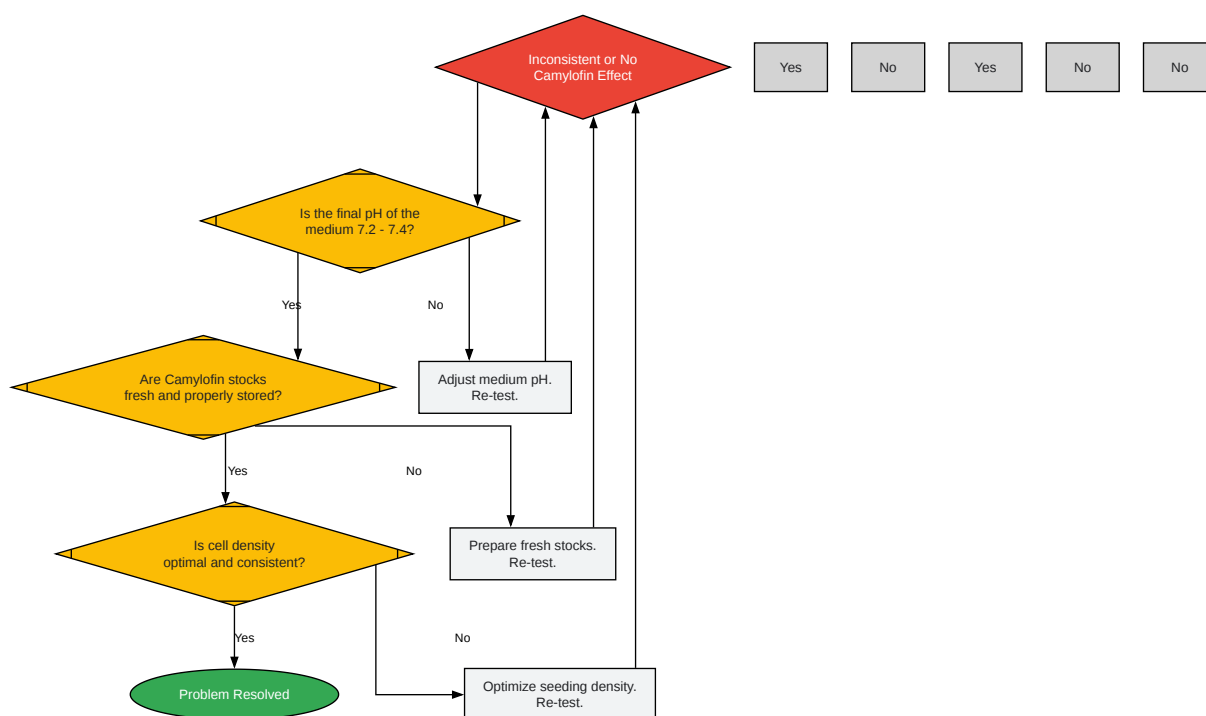 Inconsistent or No
Camylofin Effect
Yes
No
Yes
No
No
Is the final pH of the
medium 7.2 - 7.4?
Yes
No
Are Camylofin stocks
fresh and properly stored?
Adjust medium pH.
Re-test.
Yes
No
Is cell density
optimal and consistent?
Prepare fresh stocks.
Re-test.
Yes
No
Problem Resolved
Optimize seeding density.
Re-test.